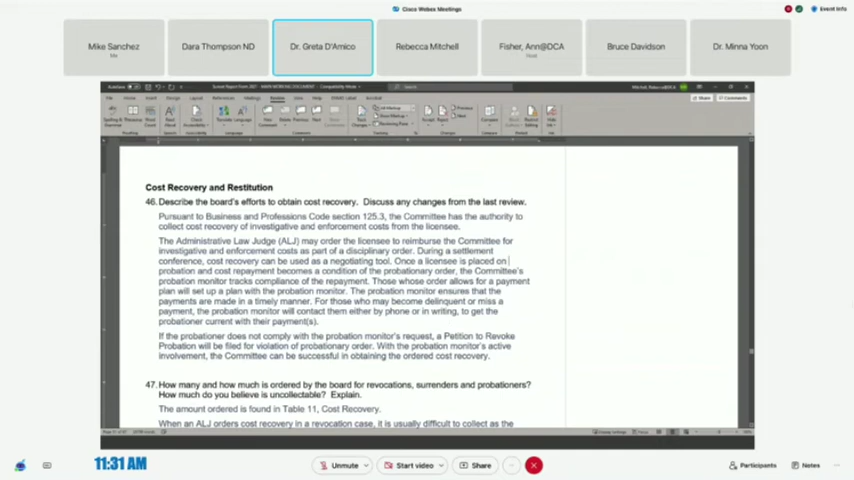 Cisco Webex Meetings
Event Info
Mike Sanchez
Me
Dara Thompson ND
Dr. Greta D'Amico
Rebecca Mitchell
Fisher, Ann@DCA
Host
Bruce Davidson
Dr. Minna Yoon
Cost Recovery and Restitution
46. Describe the board's efforts to obtain cost recovery. Discuss any changes from the last review.
Pursuant to Business and Professions Code section 125.3, the Committee has the authority to
collect cost recovery of investigative and enforcement costs from the licensee.
The Administrative Law Judge (ALJ) may order the licensee to reimburse the Committee for
investigative and enforcement costs as part of a disciplinary order. During a settlement
conference, cost recovery can be used as a negotiating tool. Once a licensee is placed on
probation and cost repayment becomes a condition of the probationary order, the Committee's
probation monitor tracks compliance of the repayment. Those whose order allows for a payment
plan will set up a plan with the probation monitor. The probation monitor ensures that the
payments are made in a timely manner. For those who may become delinquent or miss a
payment, the probation monitor will contact them either by phone or in writing, to get the
probationer current with their payment(s).
If the probationer does not comply with the probation monitor's request, a Petition to Revoke
Probation will be filed for violation of probationary order. With the probation monitor's active
involvement, the Committee can be successful in obtaining the ordered cost recovery.
47. How many and how much is ordered by the board for revocations, surrenders and probationers?
How much do you believe is uncollectable? Explain.
The amount ordered is found in Table 11, Cost Recovery.
When an ALJ orders cost recovery in a revocation case, it is usually difficult to collect as the
11:31 AM
Unmute
Start video
Share
Participants
Notes